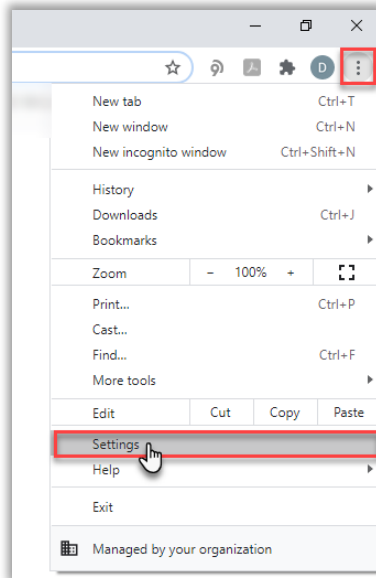 D
New tab Ctrl+T
New window Ctrl+N
New incognito window Ctrl+Shift+N
History
Downloads Ctrl+J
Bookmarks
Zoom - 100% +
Print... Ctrl+P
Cast...
Find... Ctrl+F
More tools
Edit Cut Copy Paste
Settings
Help
Exit
Managed by your organization